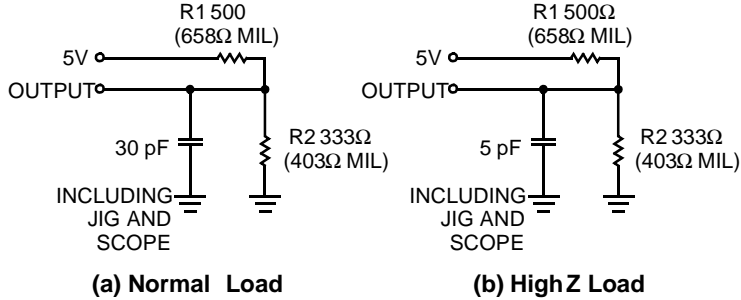 R1 500
(658Ω MIL)
5V
OUTPUT
30 pF
R2 333Ω
(403Ω MIL)
INCLUDING
JIG AND
SCOPE
(a) Normal Load
R1 500Ω
(658Ω MIL)
5V
OUTPUT
5 pF
R2 333Ω
(403Ω MIL)
INCLUDING
JIG AND
SCOPE
(b) High Z Load